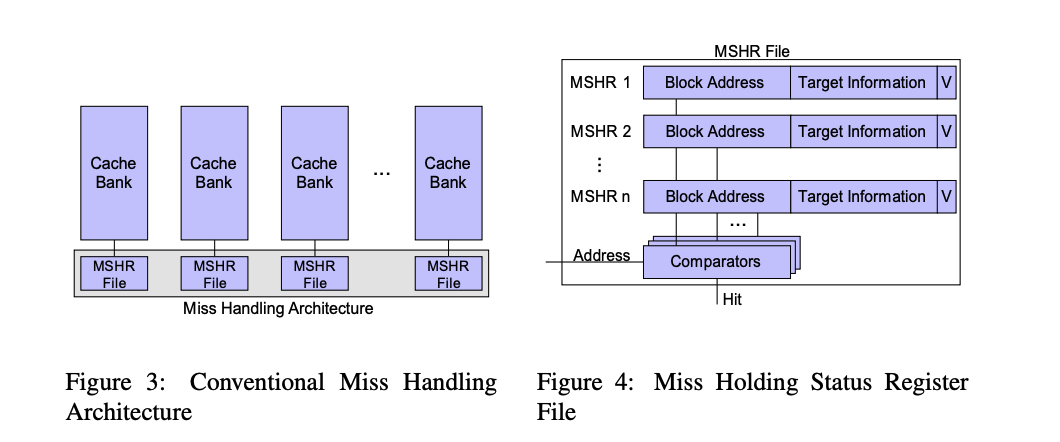 Cache
Bank
Cache
Bank
Cache
Bank
...
Cache
Bank
MSHR
File
MSHR
File
MSHR
File
MSHR
File
Miss Handling Architecture
Figure 3: Conventional Miss Handling
Architecture
MSHR File
MSHR 1 Block Address Target Information V
MSHR 2 Block Address Target Information V
⋮
MSHR n Block Address Target Information V
...
Address Comparators
Hit
Figure 4: Miss Holding Status Register
File